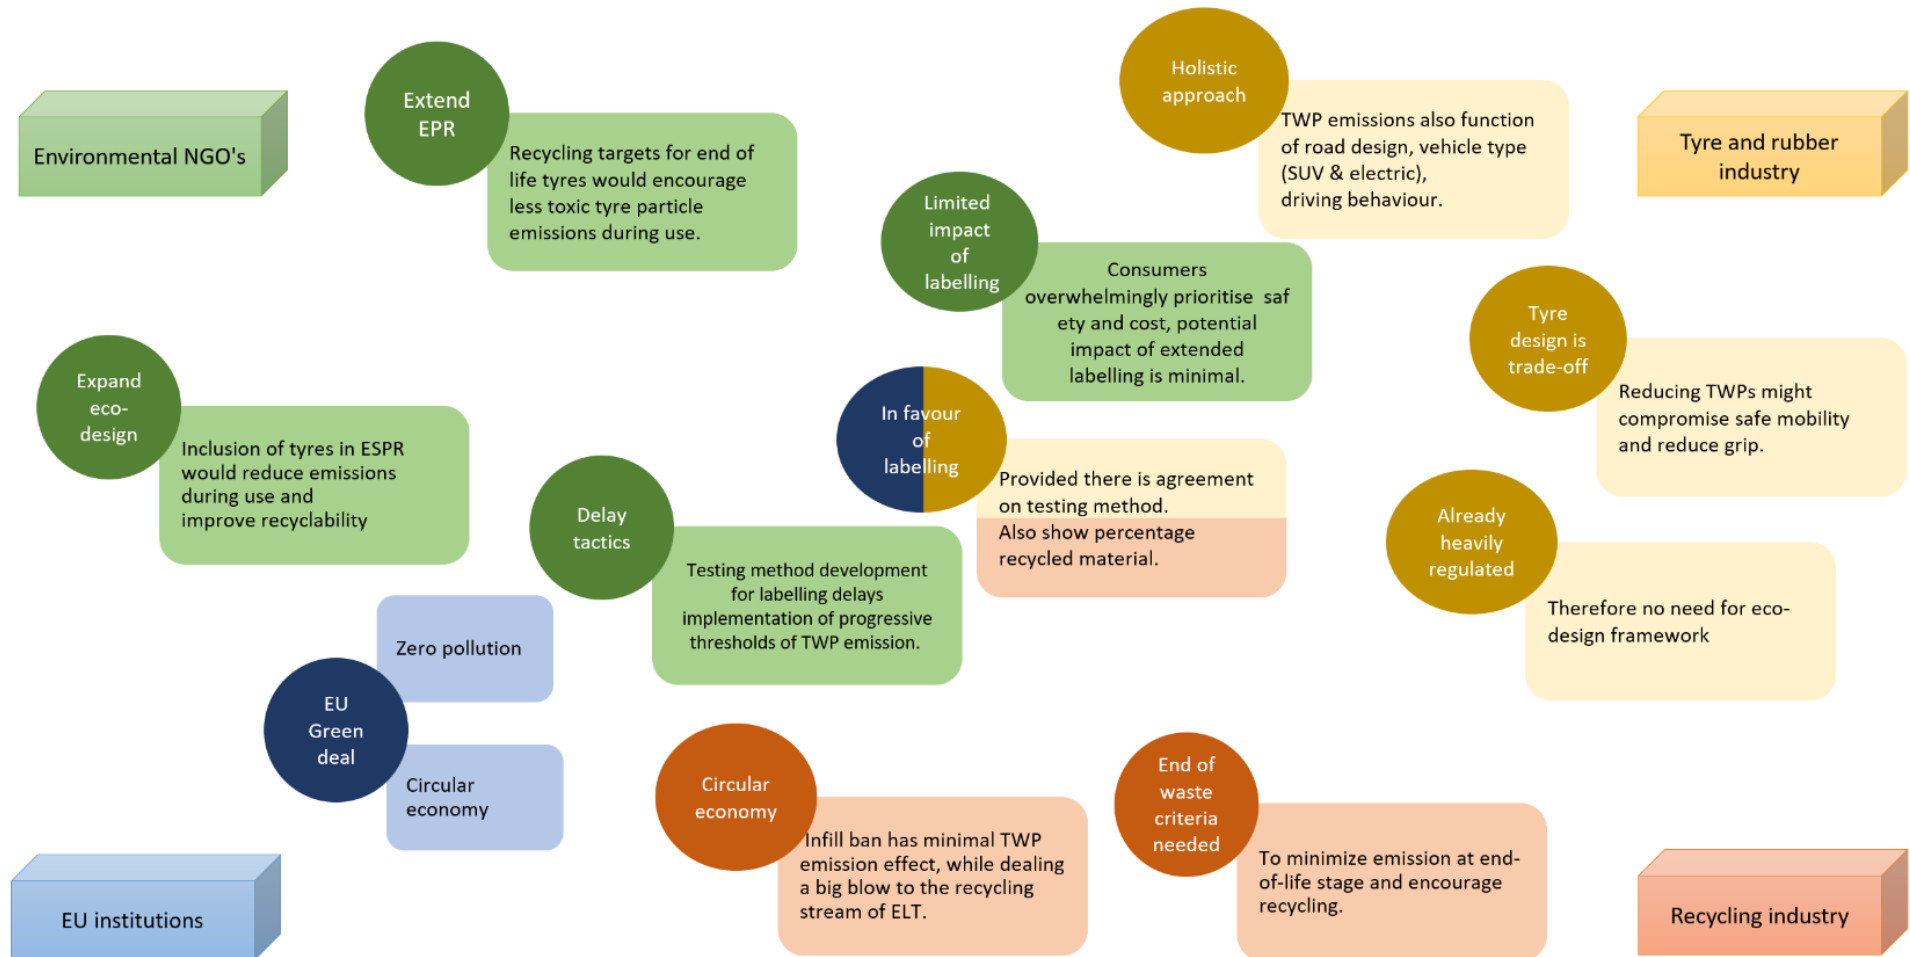 Environmental NGO's
Extend
EPR
Recycling targets for end of
life tyres would encourage
less toxic tyre particle
emissions during use.
Holistic
approach
TWP emissions also function
of road design, vehicle type
(SUV & electric),
driving behaviour.
Tyre and rubber
industry
Limited
impact
of
labelling
Consumers
overwhelmingly prioritise  saf
ety and cost, potential
impact of extended
labelling is minimal.
Tyre
design is
trade-off
Reducing TWPs might
compromise safe mobility
and reduce grip.
Expand
eco-
design
Inclusion of tyres in ESPR
would reduce emissions
during use and
improve recyclability
In favour
of
labelling
Provided there is agreement
on testing method.
Also show percentage
recycled material.
Delay
tactics
Testing method development
for labelling delays
implementation of progressive
thresholds of TWP emission.
Already
heavily
regulated
Therefore no need for eco-
design framework
Zero pollution
EU
Green
deal
Circular
economy
Circular
economy
Infill ban has minimal TWP
emission effect, while dealing
a big blow to the recycling
stream of ELT.
End of
waste
criteria
needed
To minimize emission at end-
of-life stage and encourage
recycling.
EU institutions
Recycling industry